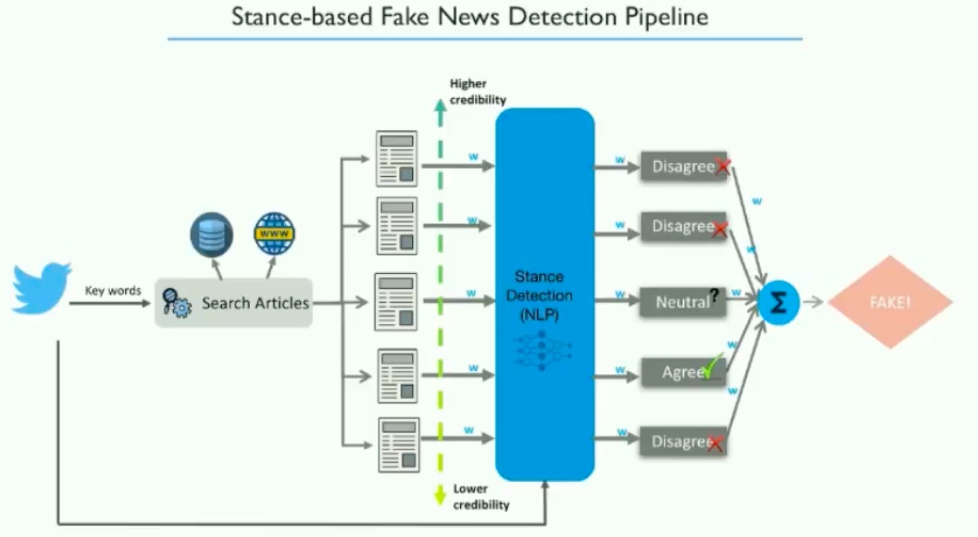 Stance-based Fake News Detection Pipeline
Higher
credibility
w
w
Disagree
w
w
w
Disagree
w
www
Stance
Detection
(NLP)
Key words
Search Articles
w
w
Neutral?
w
Σ
FAKE!
w
w
Agree
w
w
w
Disagree
w
Lower
credibility